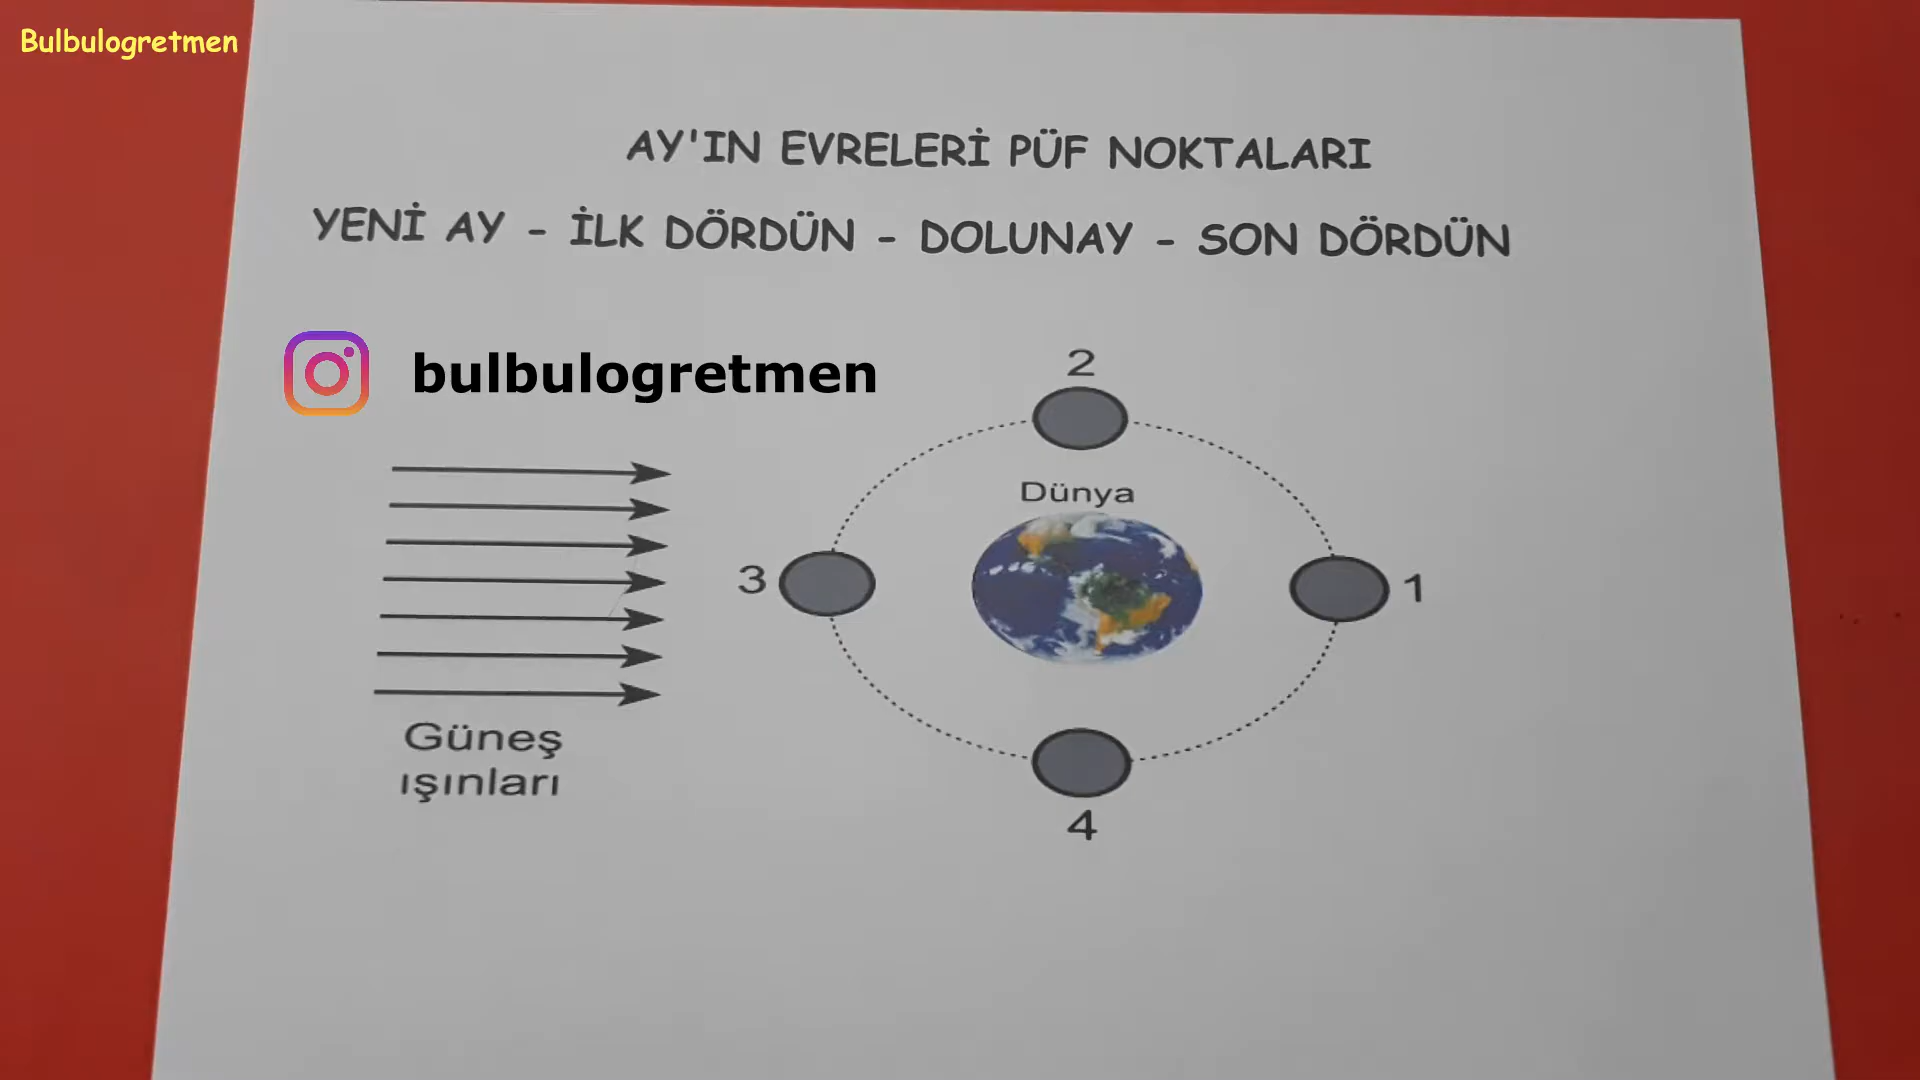 Bulbulogretmen
AY'IN EVRELERİ PÜF NOKTALARI
YENİ AY - İLK DÖRDÜN - DOLUNAY - SON DÖRDÜN
bulbulogretmen
2
Dünya
3
1
Güneş
ışınları
4